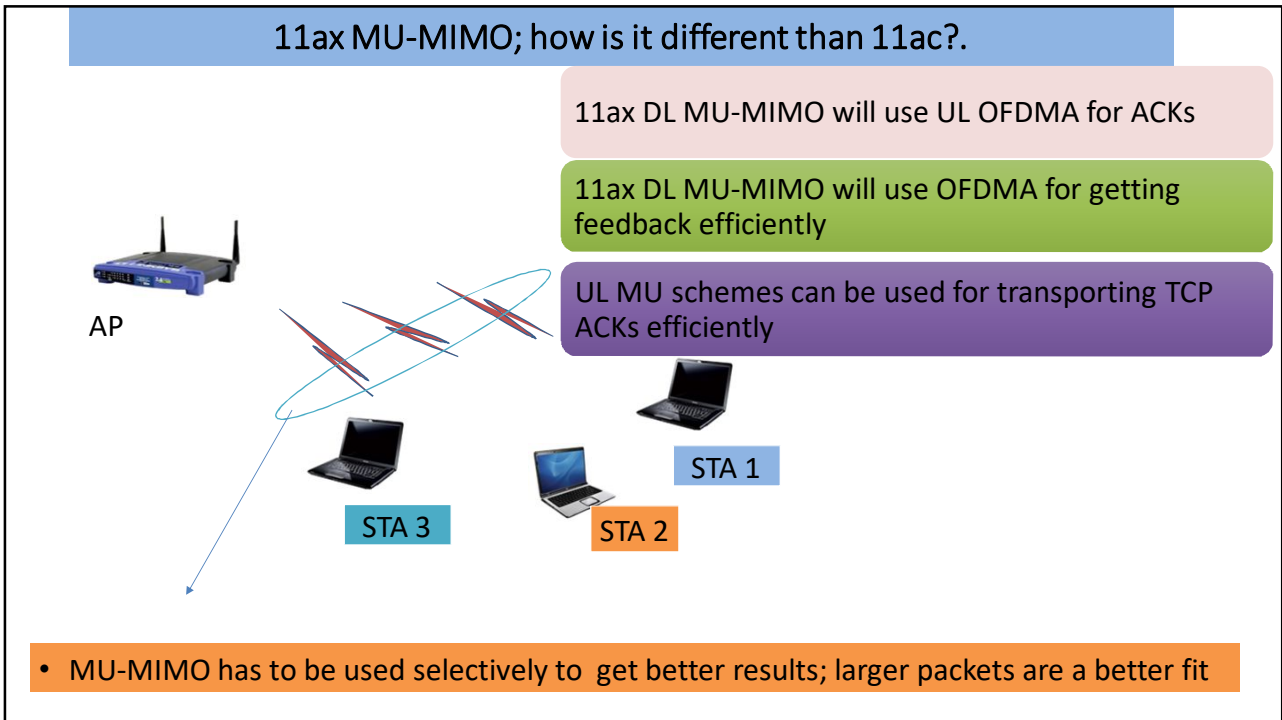 11ax MU-MIMO; how is it different than 11ac?.
11ax DL MU-MIMO will use UL OFDMA for ACKs
11ax DL MU-MIMO will use OFDMA for getting
feedback efficiently
UL MU schemes can be used for transporting TCP
ACKs efficiently
AP
STA 1
STA 2
STA 3
• MU-MIMO has to be used selectively to get better results; larger packets are a better fit